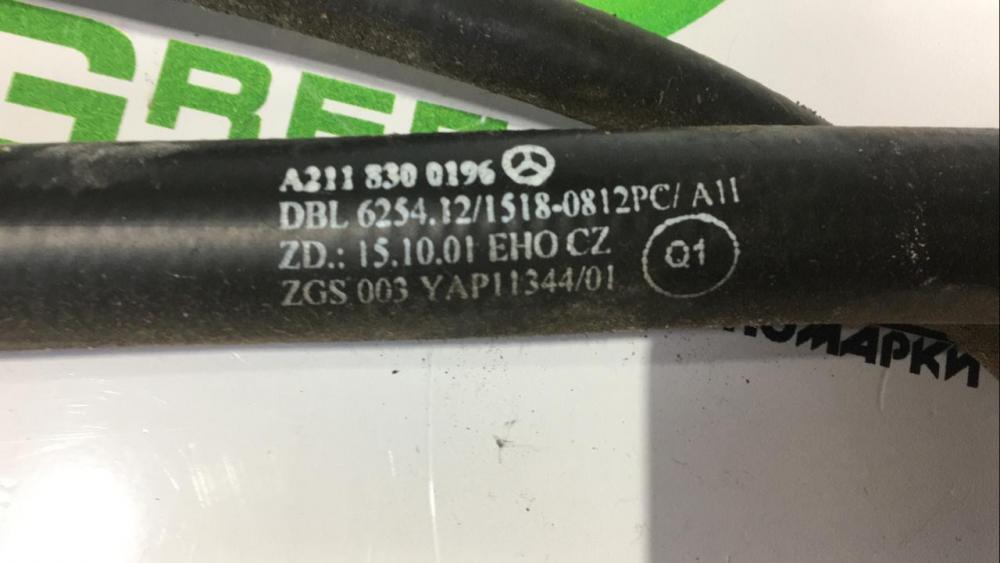 GREE
A211 830 0196
DBL 6254.12/1518-0812PC/ A11
ZD.: 15.10.01 EHO CZ
ZGS 003 YAP11344/01
Q1